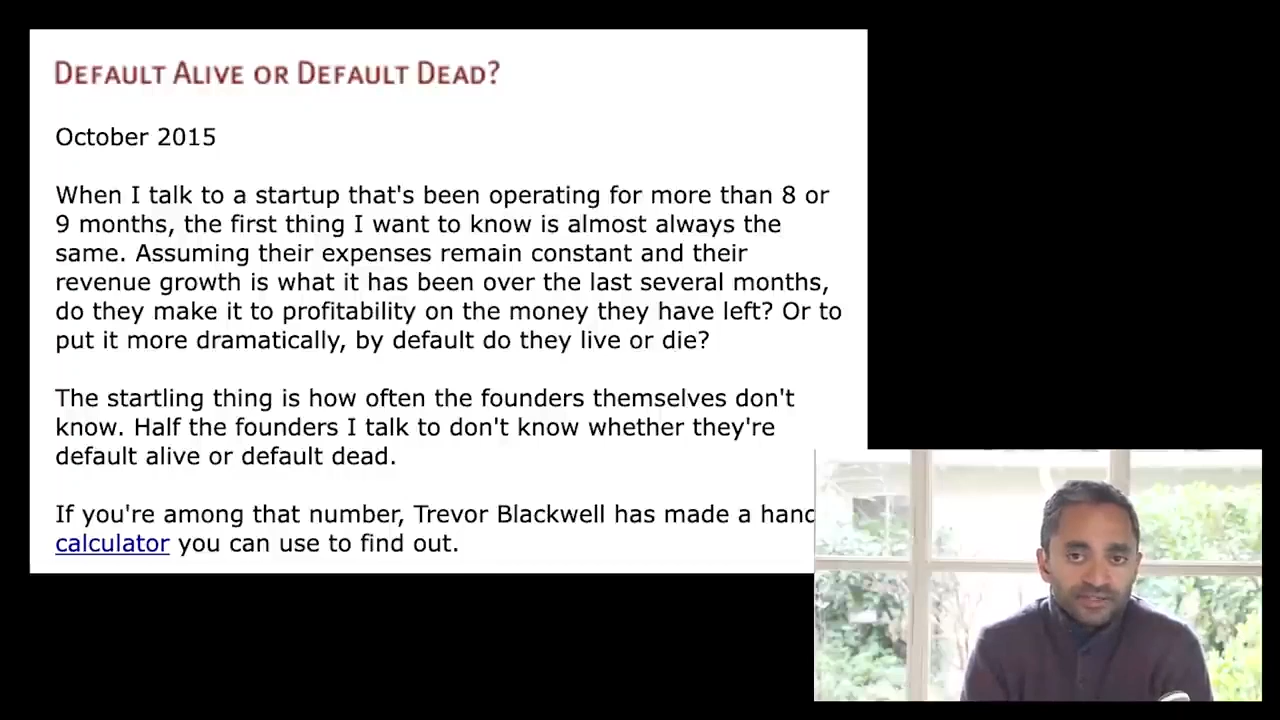 DEFAULT ALIVE OR DEFAULT DEAD?
October 2015
When I talk to a startup that's been operating for more than 8 or
9 months, the first thing I want to know is almost always the
same. Assuming their expenses remain constant and their
revenue growth is what it has been over the last several months,
do they make it to profitability on the money they have left? Or to
put it more dramatically, by default do they live or die?
The startling thing is how often the founders themselves don't
know. Half the founders I talk to don't know whether they're
default alive or default dead.
If you're among that number, Trevor Blackwell has made a hand
calculator you can use to find out.